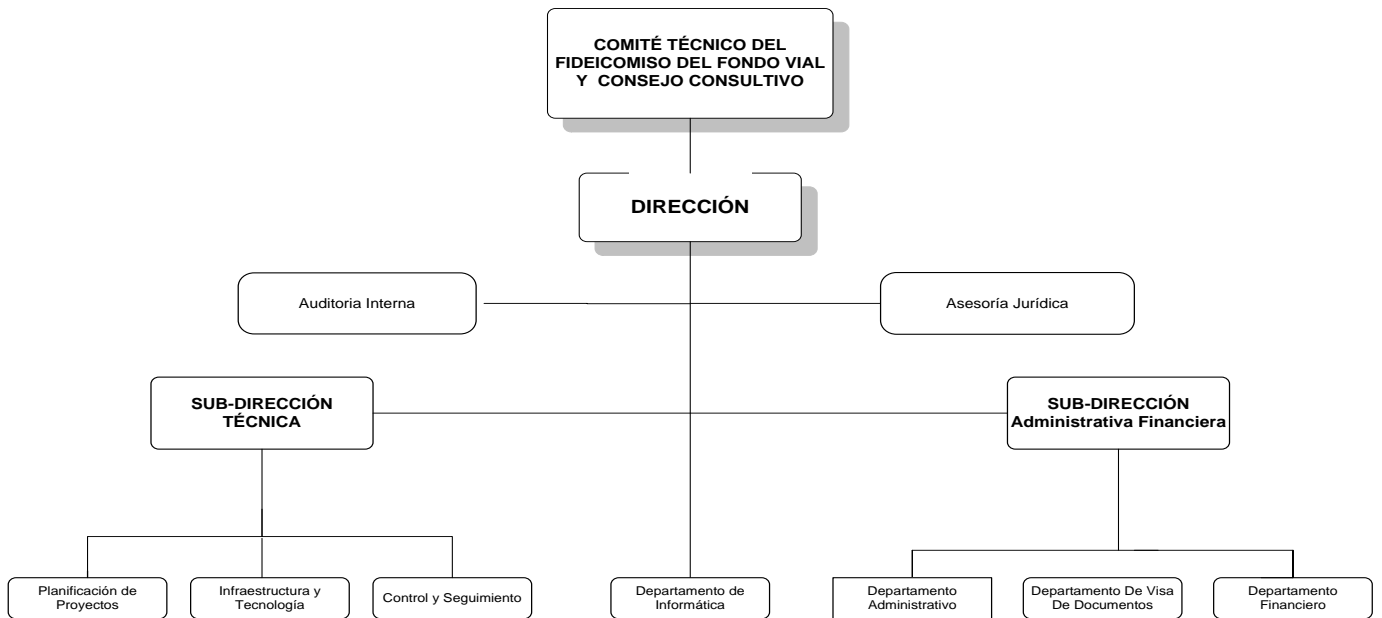 COMITÉ TÉCNICO DEL
FIDEICOMISO DEL FONDO VIAL
Y CONSEJO CONSULTIVO
DIRECCIÓN
Auditoria Interna
Asesoría Jurídica
SUB-DIRECCIÓN
TÉCNICA
SUB-DIRECCIÓN
Administrativa Financiera
Planificación de
Proyectos
Infraestructura y
Tecnología
Control y Seguimiento
Departamento de
Informática
Departamento
Administrativo
Departamento De Visa
De Documentos
Departamento
Financiero